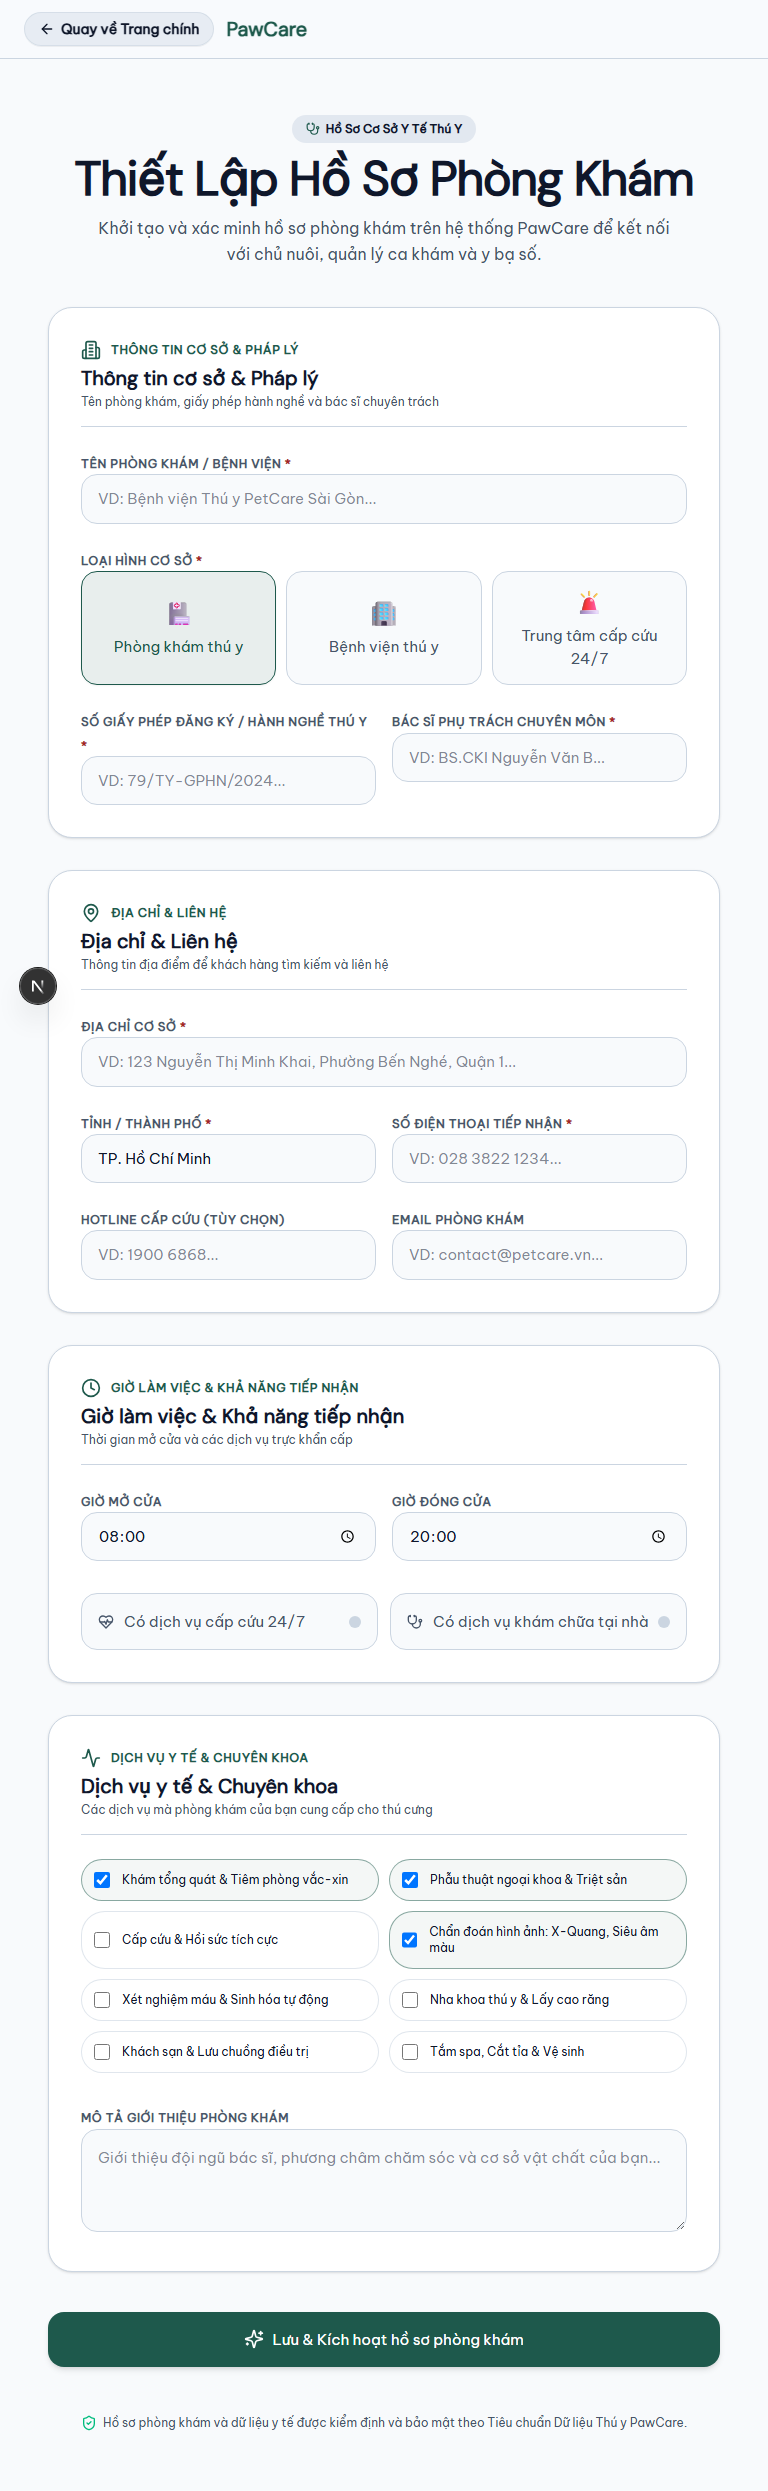 Quay về Trang chính
PawCare
Hồ Sơ Cơ Sở Y Tế Thú Y
Thiết Lập Hồ Sơ Phòng Khám
Khởi tạo và xác minh hồ sơ phòng khám trên hệ thống PawCare để kết nối
với chủ nuôi, quản lý ca khám và y bạ số.
THÔNG TIN CƠ SỞ & PHÁP LÝ
Thông tin cơ sở & Pháp lý
Tên phòng khám, giấy phép hành nghề và bác sĩ chuyên trách
TÊN PHÒNG KHÁM / BỆNH VIỆN *
VD: Bệnh viện Thú y PetCare Sài Gòn...
LOẠI HÌNH CƠ SỞ *
Phòng khám thú y
Bệnh viện thú y
Trung tâm cấp cứu
24/7
SỐ GIẤY PHÉP ĐĂNG KÝ / HÀNH NGHỀ THÚ Y
*
VD: 79/TY-GPHN/2024...
BÁC SĨ PHỤ TRÁCH CHUYÊN MÔN *
VD: BS.CKI Nguyễn Văn B...
ĐỊA CHỈ & LIÊN HỆ
Địa chỉ & Liên hệ
Thông tin địa điểm để khách hàng tìm kiếm và liên hệ
N
ĐỊA CHỈ CƠ SỞ *
VD: 123 Nguyễn Thị Minh Khai, Phường Bến Nghé, Quận 1...
TỈNH / THÀNH PHỐ *
TP. Hồ Chí Minh
SỐ ĐIỆN THOẠI TIẾP NHẬN *
VD: 028 3822 1234...
HOTLINE CẤP CỨU (TÙY CHỌN)
VD: 1900 6868...
EMAIL PHÒNG KHÁM
VD: contact@petcare.vn...
GIỜ LÀM VIỆC & KHẢ NĂNG TIẾP NHẬN
Giờ làm việc & Khả năng tiếp nhận
Thời gian mở cửa và các dịch vụ trực khẩn cấp
GIỜ MỞ CỬA
08:00
GIỜ ĐÓNG CỬA
20:00
Có dịch vụ cấp cứu 24/7
Có dịch vụ khám chữa tại nhà
DỊCH VỤ Y TẾ & CHUYÊN KHOA
Dịch vụ y tế & Chuyên khoa
Các dịch vụ mà phòng khám của bạn cung cấp cho thú cưng
Khám tổng quát & Tiêm phòng vắc-xin
Phẫu thuật ngoại khoa & Triệt sản
Cấp cứu & Hồi sức tích cực
Chẩn đoán hình ảnh: X-Quang, Siêu âm
màu
Xét nghiệm máu & Sinh hóa tự động
Nha khoa thú y & Lấy cao răng
Khách sạn & Lưu chuồng điều trị
Tắm spa, Cắt tỉa & Vệ sinh
MÔ TẢ GIỚI THIỆU PHÒNG KHÁM
Giới thiệu đội ngũ bác sĩ, phương châm chăm sóc và cơ sở vật chất của bạn...
Lưu & Kích hoạt hồ sơ phòng khám
Hồ sơ phòng khám và dữ liệu y tế được kiểm định và bảo mật theo Tiêu chuẩn Dữ liệu Thú y PawCare.